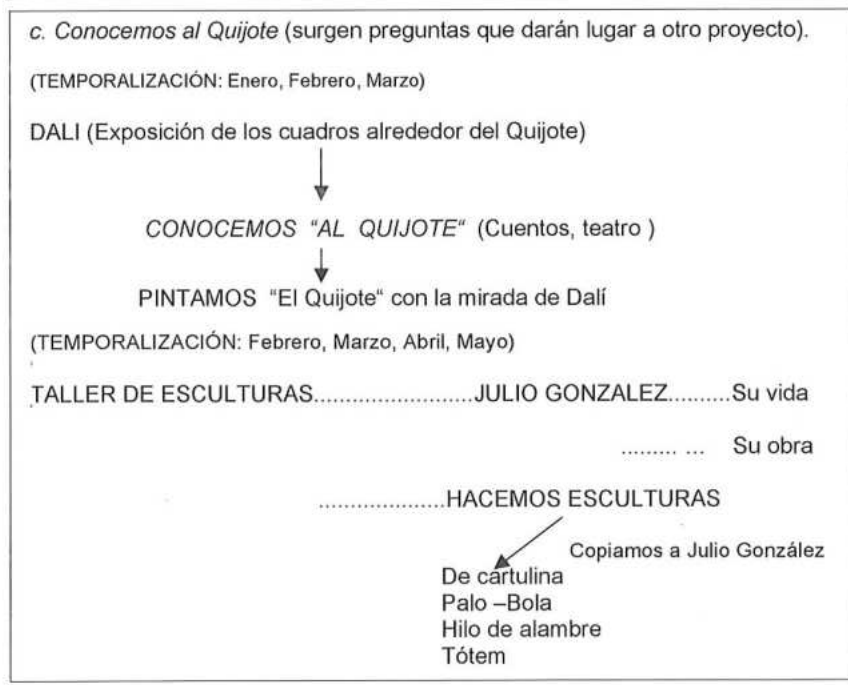 c. Conocemos al Quijote (surgen preguntas que darán lugar a otro proyecto).
(TEMPORALIZACIÓN: Enero, Febrero, Marzo)
DALI (Exposición de los cuadros alrededor del Quijote)
CONOCEMOS "AL QUIJOTE" (Cuentos, teatro )
PINTAMOS "El Quijote" con la mirada de Dalí
(TEMPORALIZACIÓN: Febrero, Marzo, Abril, Mayo)
TALLER DE ESCULTURAS..........................JULIO GONZALEZ..........Su vida
......... ... Su obra
.....................HACEMOS ESCULTURAS
Copiamos a Julio González
De cartulina
Palo –Bola
Hilo de alambre
Tótem